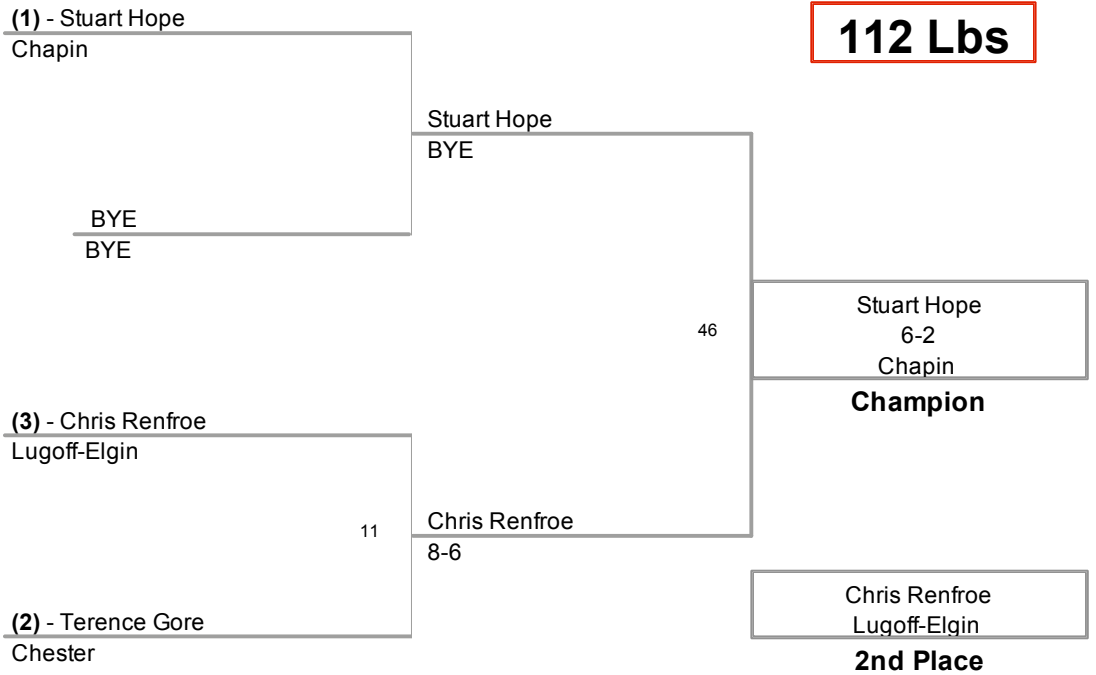 (1) - Stuart Hope
Chapin
112 Lbs
Stuart Hope
BYE
BYE
BYE
Stuart Hope
6-2
Chapin
46
Champion
(3) - Chris Renfroe
Lugoff-Elgin
11
Chris Renfroe
8-6
Chris Renfroe
Lugoff-Elgin
2nd Place
(2) - Terence Gore
Chester